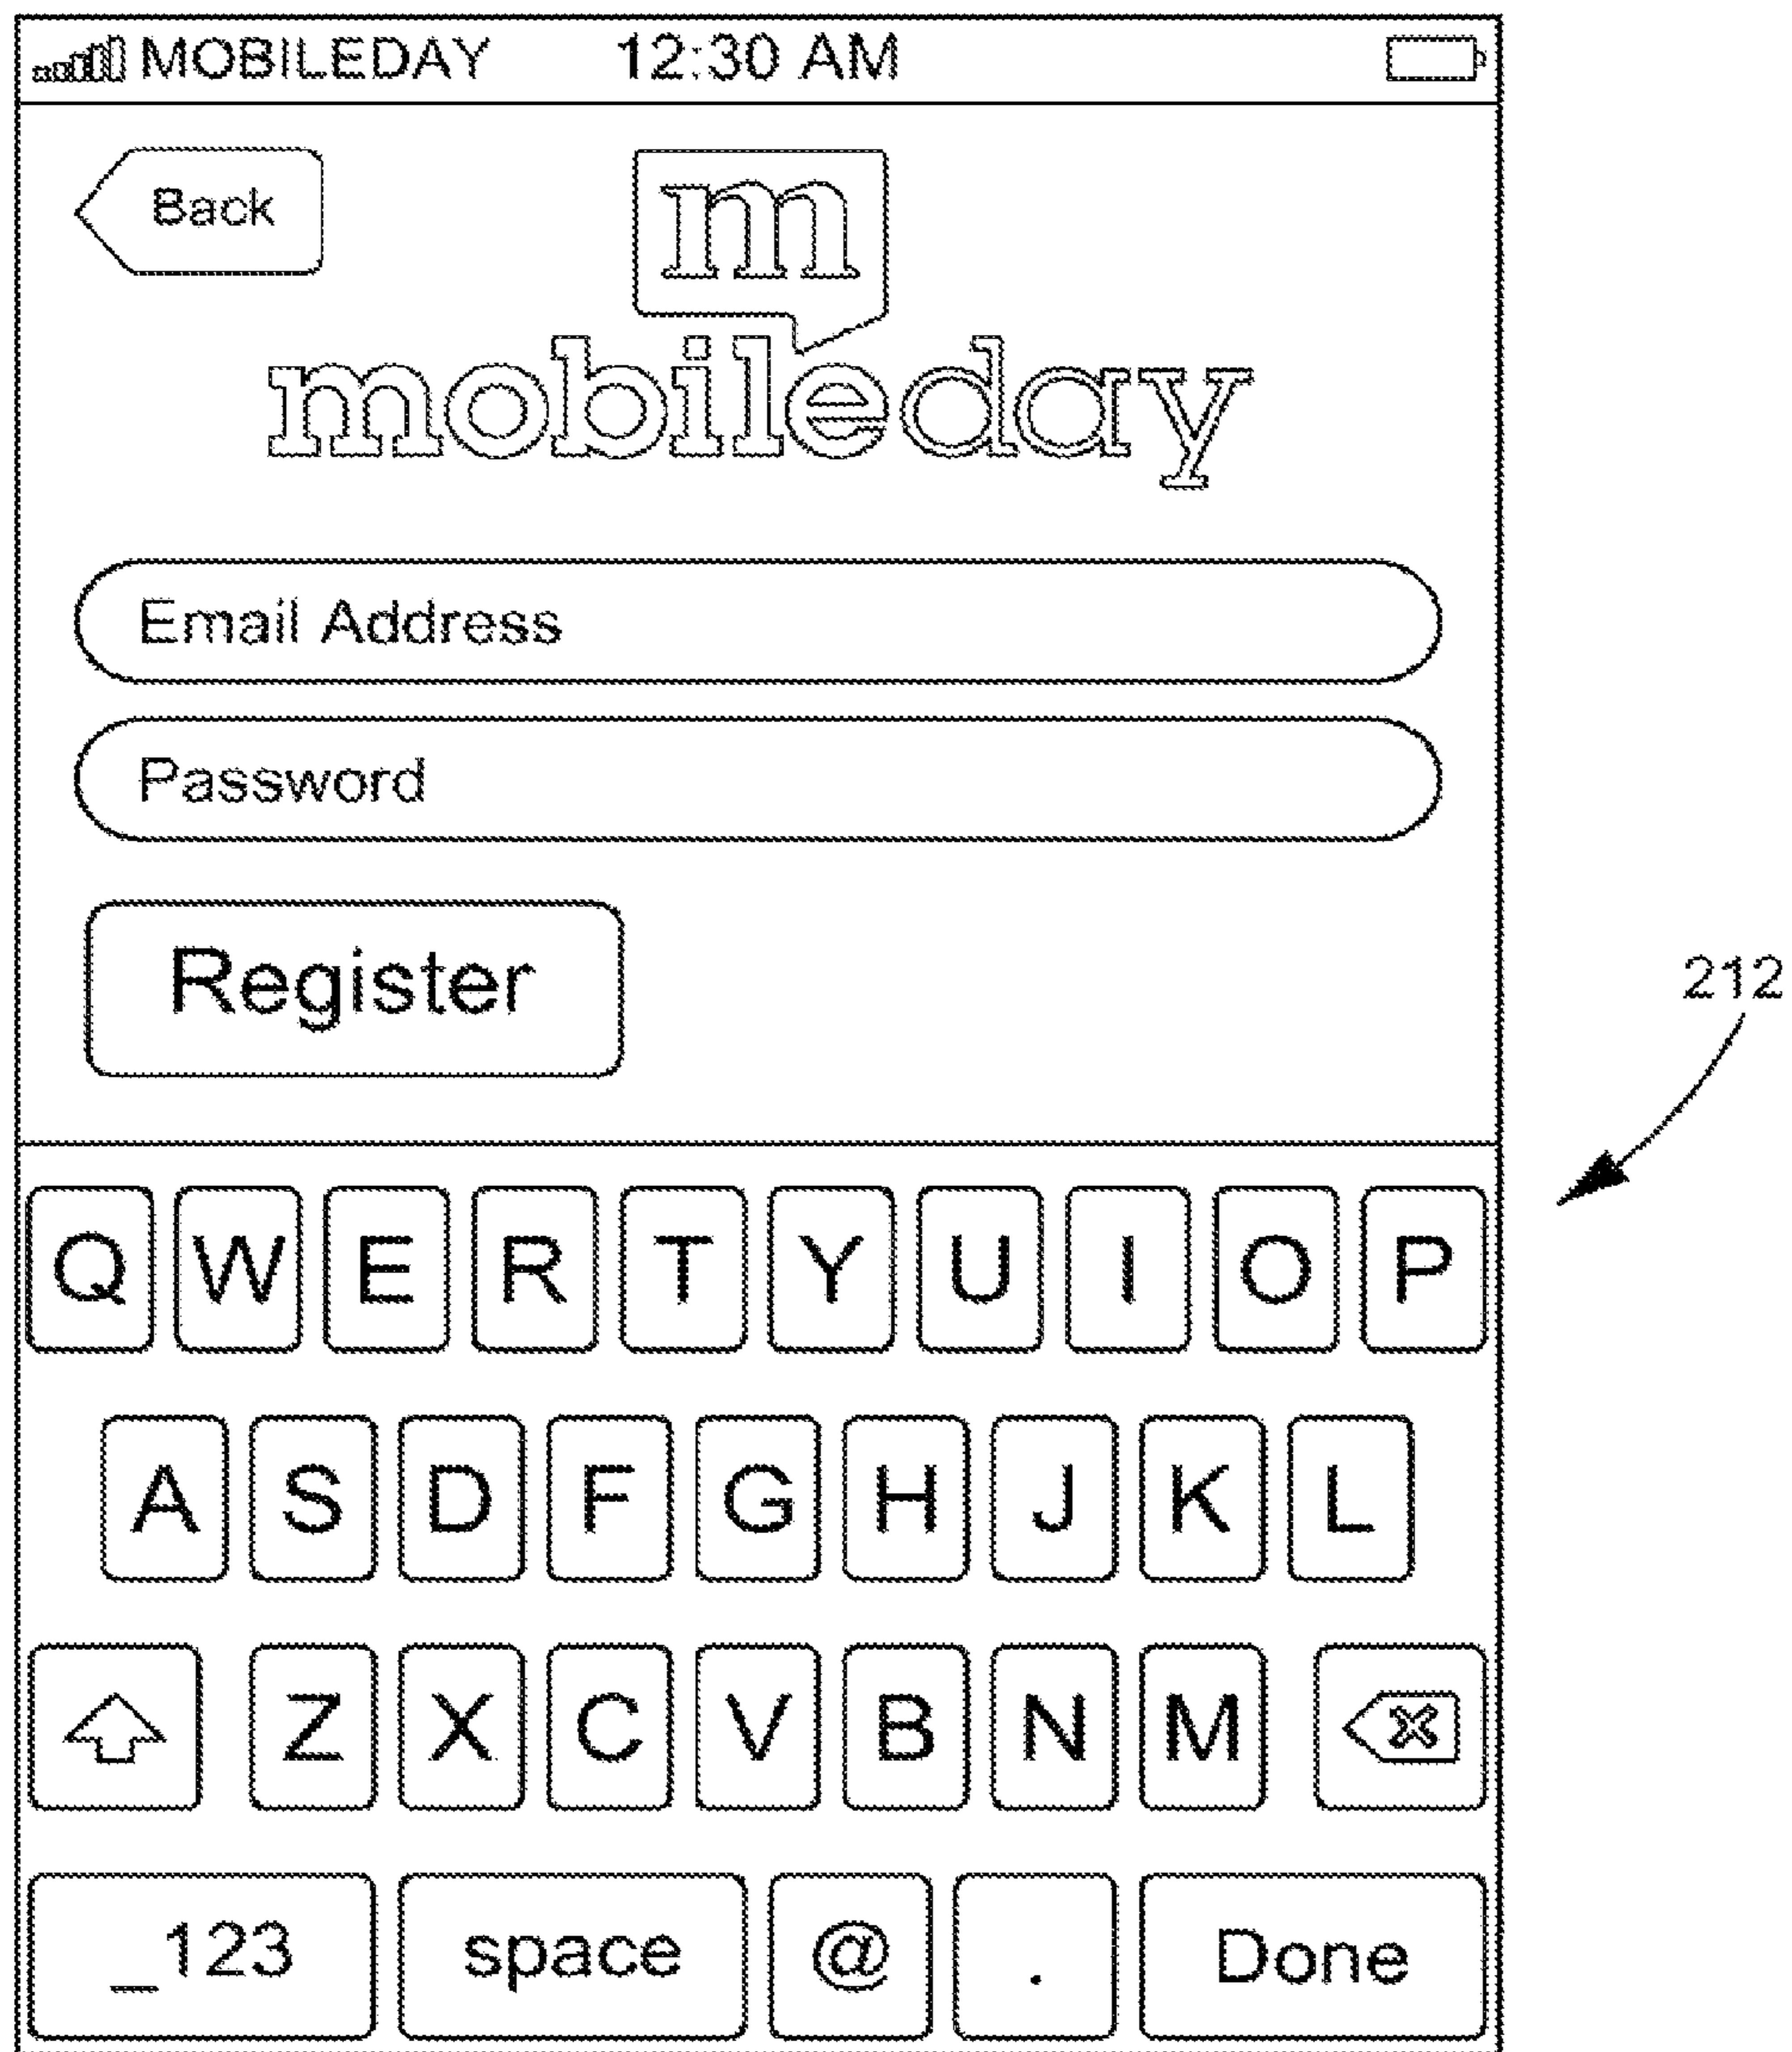 MOBILEDAY 12:30 AM
Back
m
mobileday
Email Address
Password
Register
212
Q W E R T Y U I O P
A S D F G H J K L
Z X C V B N M
_123 space @ . Done